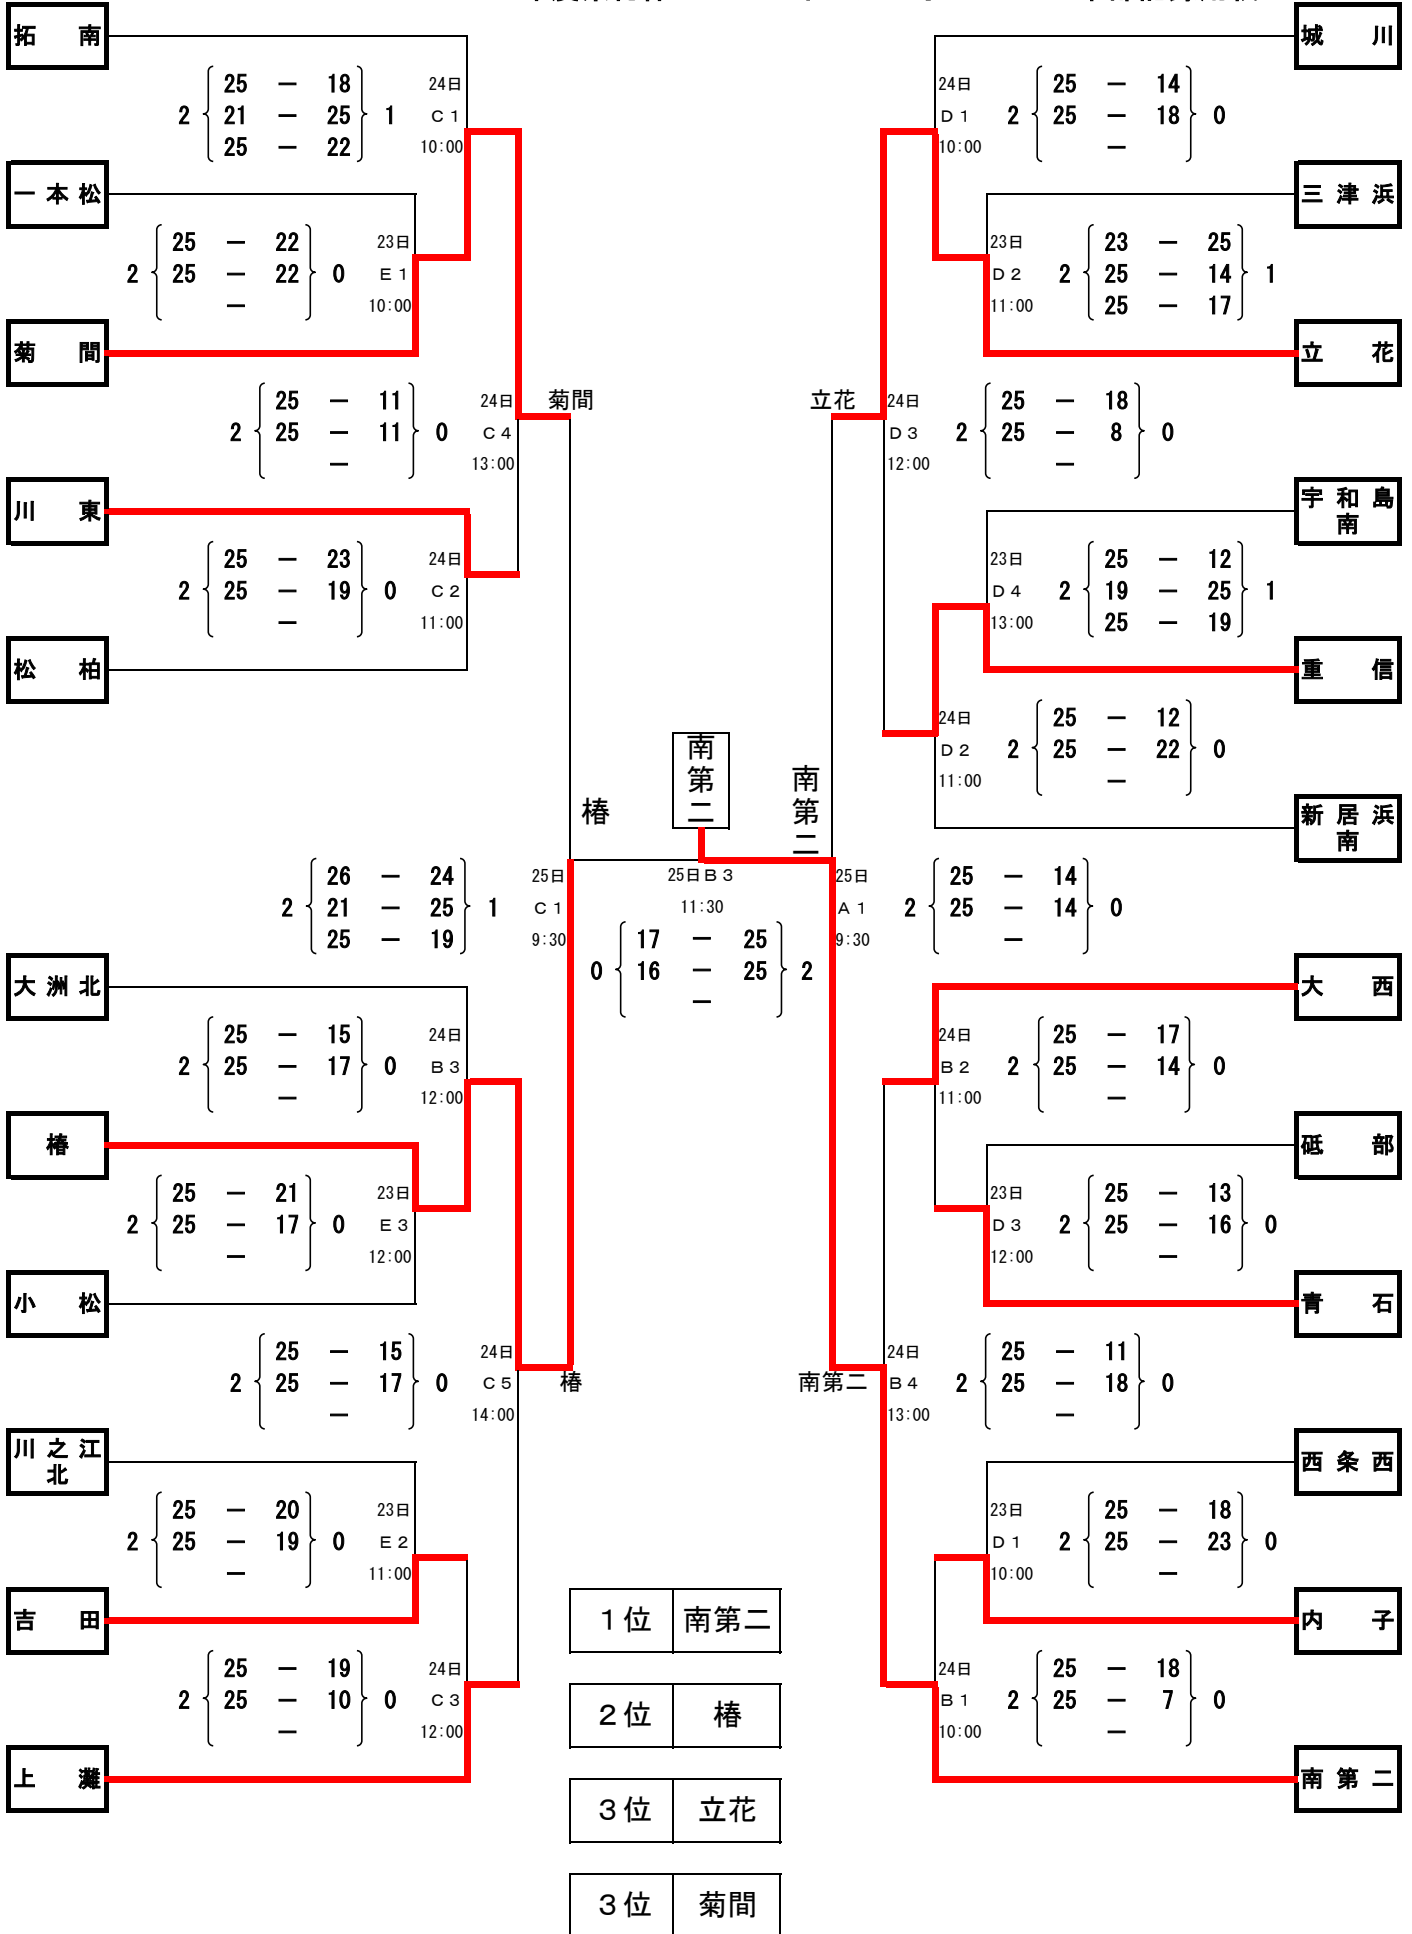 拓南
25 － 18
2 21 － 25 1
25 － 22
24日
C1
10:00
一本松
25 － 22
2 25 － 22 0
－
23日
E1
10:00
菊間
25 － 11
2 25 － 11 0
－
24日
C4
13:00
菊間
川東
25 － 23
2 25 － 19 0
－
24日
C2
11:00
松柏
椿
26 － 24
2 21 － 25 1
25 － 19
25日
C1
9:30
大洲北
25 － 15
2 25 － 17 0
－
24日
B3
12:00
椿
25 － 21
2 25 － 17 0
－
23日
E3
12:00
小松
25 － 15
2 25 － 17 0
－
24日
C5
14:00
椿
川之江
北
25 － 20
2 25 － 19 0
－
23日
E2
11:00
吉田
25 － 19
2 25 － 10 0
－
24日
C3
12:00
上灘
南第二
25日B3
11:30
17 － 25
0 16 － 25 2
－
1位 南第二
2位 椿
3位 立花
3位 菊間
城川
24日
D1
10:00
25 － 14
2 25 － 18 0
－
三津浜
23日
D2
11:00
23 － 25
2 25 － 14 1
25 － 17
立花
立花
24日
D3
12:00
25 － 18
2 25 － 8 0
－
宇和島
南
23日
D4
13:00
25 － 12
2 19 － 25 1
25 － 19
重信
24日
D2
11:00
25 － 12
2 25 － 22 0
－
新居浜
南
南第二
25日
A1
9:30
25 － 14
2 25 － 14 0
－
大西
24日
B2
11:00
25 － 17
2 25 － 14 0
－
砥部
23日
D3
12:00
25 － 13
2 25 － 16 0
－
青石
南第二
24日
B4
13:00
25 － 11
2 25 － 18 0
－
西条西
23日
D1
10:00
25 － 18
2 25 － 23 0
－
内子
24日
B1
10:00
25 － 18
2 25 － 7 0
－
南第二